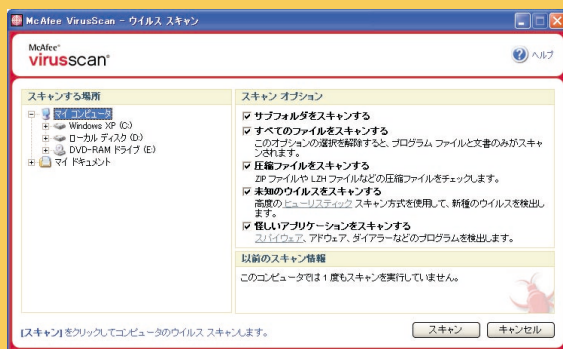 McAfee VirusScan - ウイルス スキャン
McAfee®
virusscan®
ヘルプ
スキャンする場所
マイ コンピュータ
Windows XP (C:)
ローカル ディスク (D:)
DVD-RAM ドライブ (E:)
マイ ドキュメント
スキャン オプション
サブフォルダをスキャンする
すべてのファイルをスキャンする
このオプションの選択を解除すると、プログラム ファイルと文書のみがスキャ
ンされます。
圧縮ファイルをスキャンする
ZIP ファイルや LZH ファイルなどの圧縮ファイルをチェックします。
未知のウイルスをスキャンする
高度のヒューリスティック スキャン方式を使用して、新種のウイルスを検出し
ます。
怪しいアプリケーションをスキャンする
スパイウェア、アドウェア、ダイアラーなどのプログラムを検出します。
以前のスキャン情報
このコンピュータでは 1 度もスキャンを実行していません。
[スキャン] をクリックしてコンピュータのウイルス スキャンします。
スキャン
キャンセル